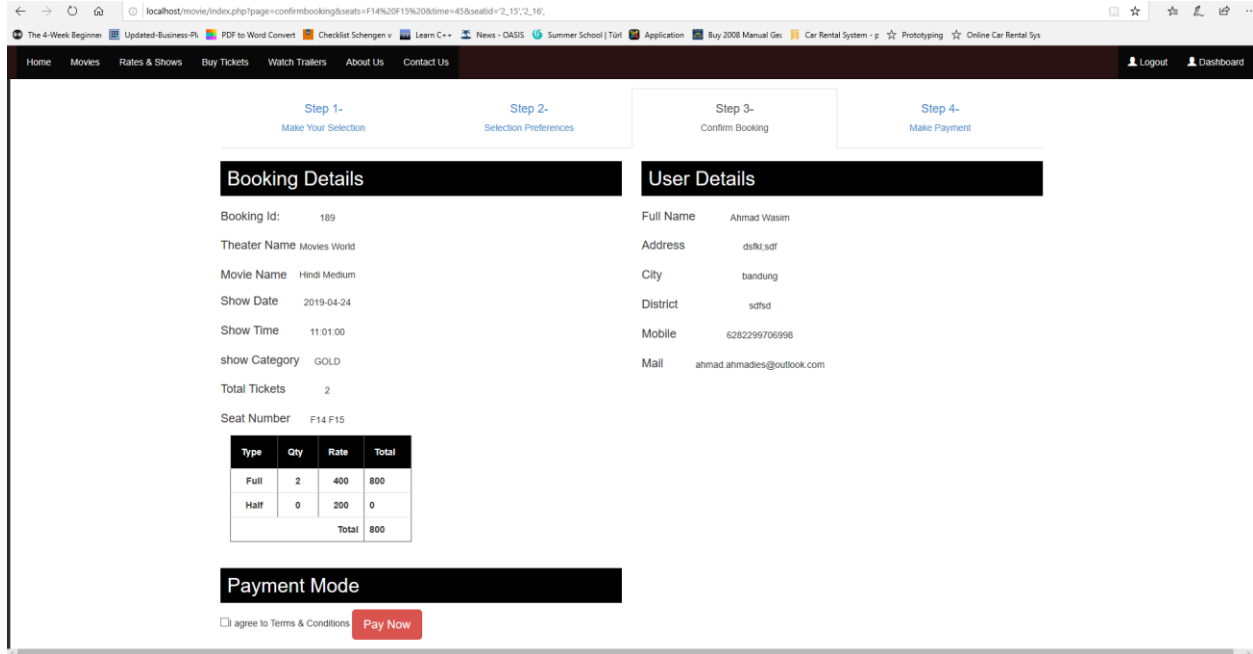 localhost/movie/index.php?page=confirmbooking&seats=F14%20F15%20&time=45&seatid='2_15','2_16',
The 4-Week Beginner Updated-Business-Pl PDF to Word Convert Checklist Schengen v Learn C++ News - OASIS Summer School | Türl Application Buy 2008 Manual Gea Car Rental System - p Prototyping Online Car Rental Sys
Home Movies Rates & Shows Buy Tickets Watch Trailers About Us Contact Us Logout Dashboard
Step 1- Step 2- Step 3- Step 4-
Make Your Selection Selection Preferences Confirm Booking Make Payment
Booking Details User Details
Booking Id: 189 Full Name Ahmad Wasim
Theater Name Movies World Address dsfkl;sdf
Movie Name Hindi Medium City bandung
Show Date 2019-04-24 District sdfsd
Show Time 11:01:00 Mobile 6282299706998
show Category GOLD Mail ahmad.ahmadies@outlook.com
Total Tickets 2
Seat Number F14 F15
Type Qty Rate Total
Full 2 400 800
Half 0 200 0
Total 800
Payment Mode
I agree to Terms & Conditions Pay Now